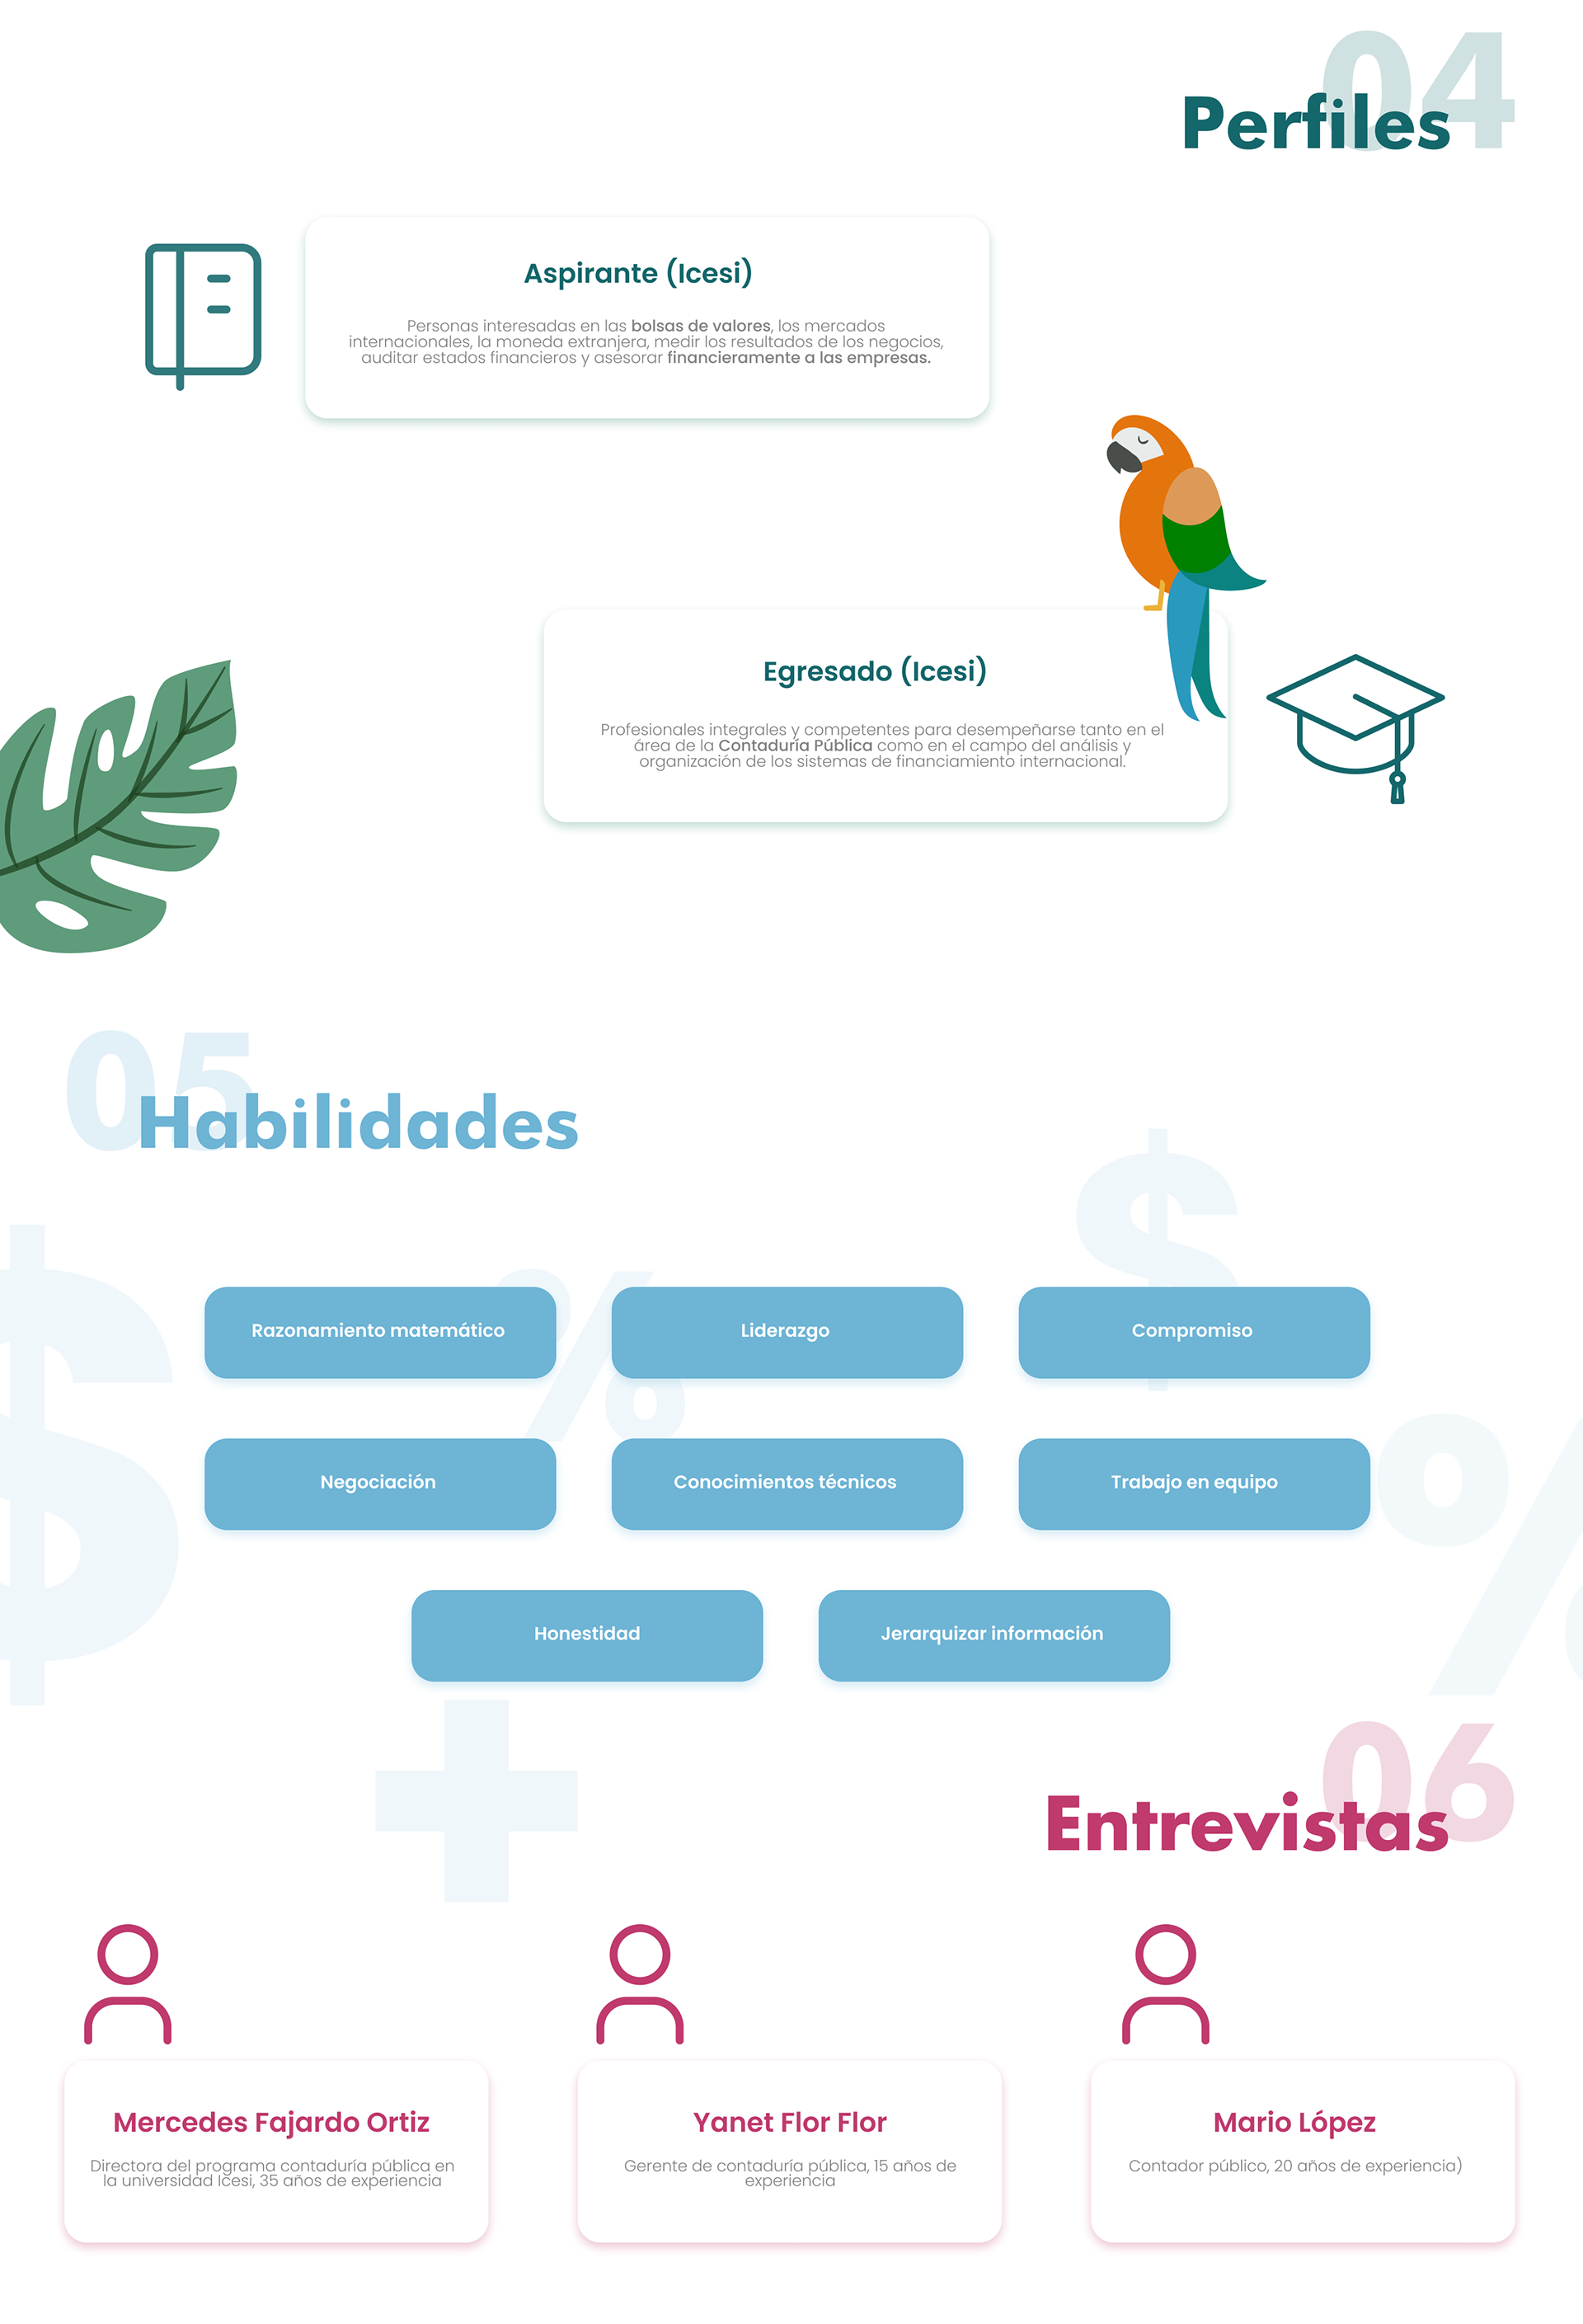 04
Perfiles
Aspirante (Icesi)
Personas interesadas en las bolsas de valores, los mercados
internacionales, la moneda extranjera, medir los resultados de los negocios,
auditar estados financieros y asesorar financieramente a las empresas.
Egresado (Icesi)
Profesionales integrales y competentes para desempeñarse tanto en el
área de la Contaduría Pública como en el campo del análisis y
organización de los sistemas de financiamiento internacional.
05
Habilidades
$
$
%
Razonamiento matemático
Liderazgo
Compromiso
%
Negociación
Conocimientos técnicos
Trabajo en equipo
Honestidad
Jerarquizar información
+
06
Entrevistas
Mercedes Fajardo Ortiz
Directora del programa contaduría pública en
la universidad Icesi, 35 años de experiencia
Yanet Flor Flor
Gerente de contaduría pública, 15 años de
experiencia
Mario López
Contador público, 20 años de experiencia)